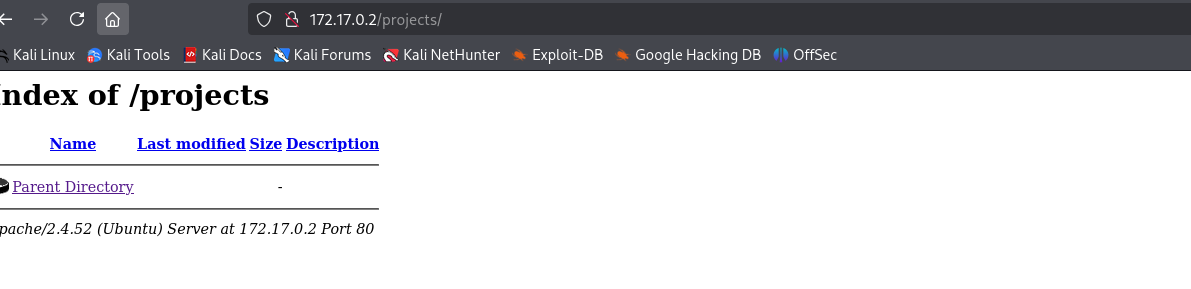 172.17.0.2/projects/
Kali Linux Kali Tools Kali Docs Kali Forums Kali NetHunter Exploit-DB Google Hacking DB OffSec
Index of /projects
Name Last modified Size Description
Parent Directory -
pache/2.4.52 (Ubuntu) Server at 172.17.0.2 Port 80